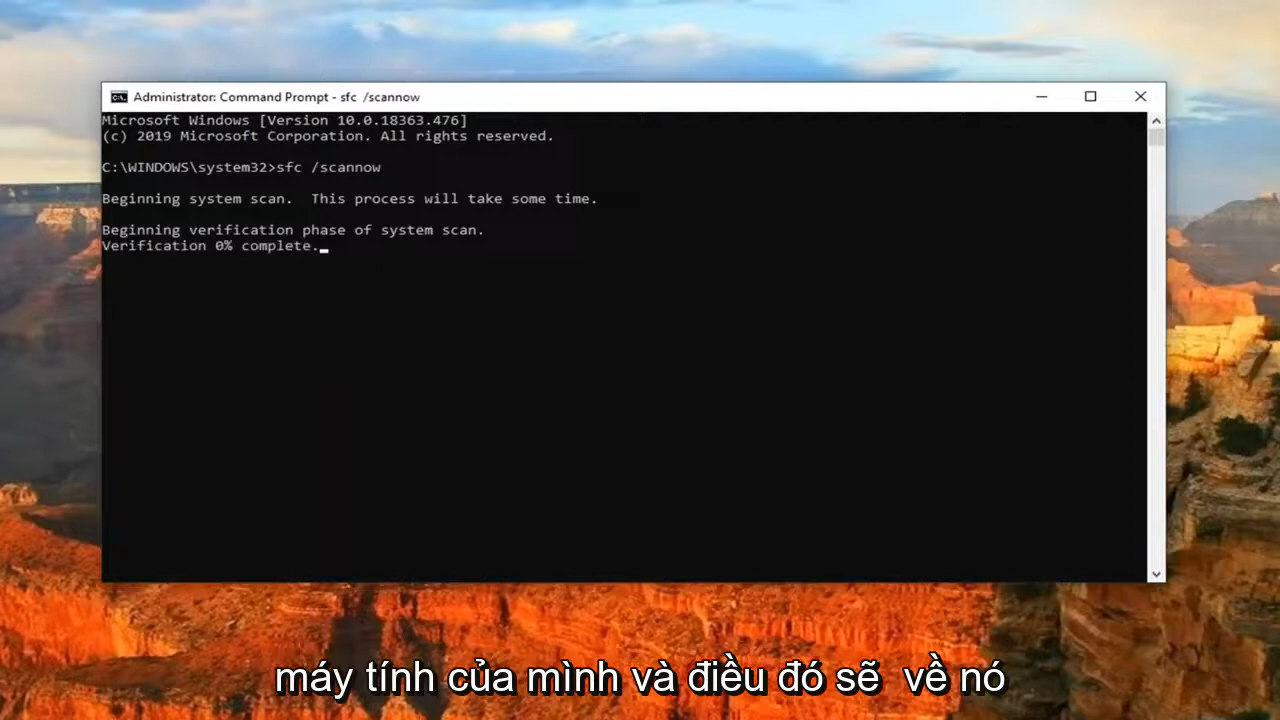 Administrator: Command Prompt - sfc /scannow
Microsoft Windows [Version 10.0.18363.476]
(c) 2019 Microsoft Corporation. All rights reserved.
C:\WINDOWS\system32>sfc /scannow
Beginning system scan.  This process will take some time.
Beginning verification phase of system scan.
Verification 0% complete.
máy tính của mình và điều đó sẽ  về nó